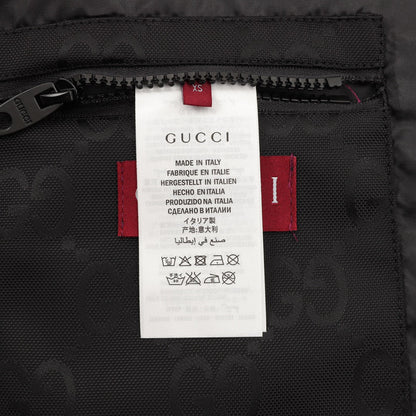 XS
GUCCI
GUCCI
MADE IN ITALY
FABRIQUE EN ITALIE
HERGESTELLT IN ITALIEN
HECHO EN ITALIA
PRODUZIDO NA ITALIA
СДЕЛАНО В ИТАЛИИ
イタリア製
产地:意大利
صنع في إيطاليا